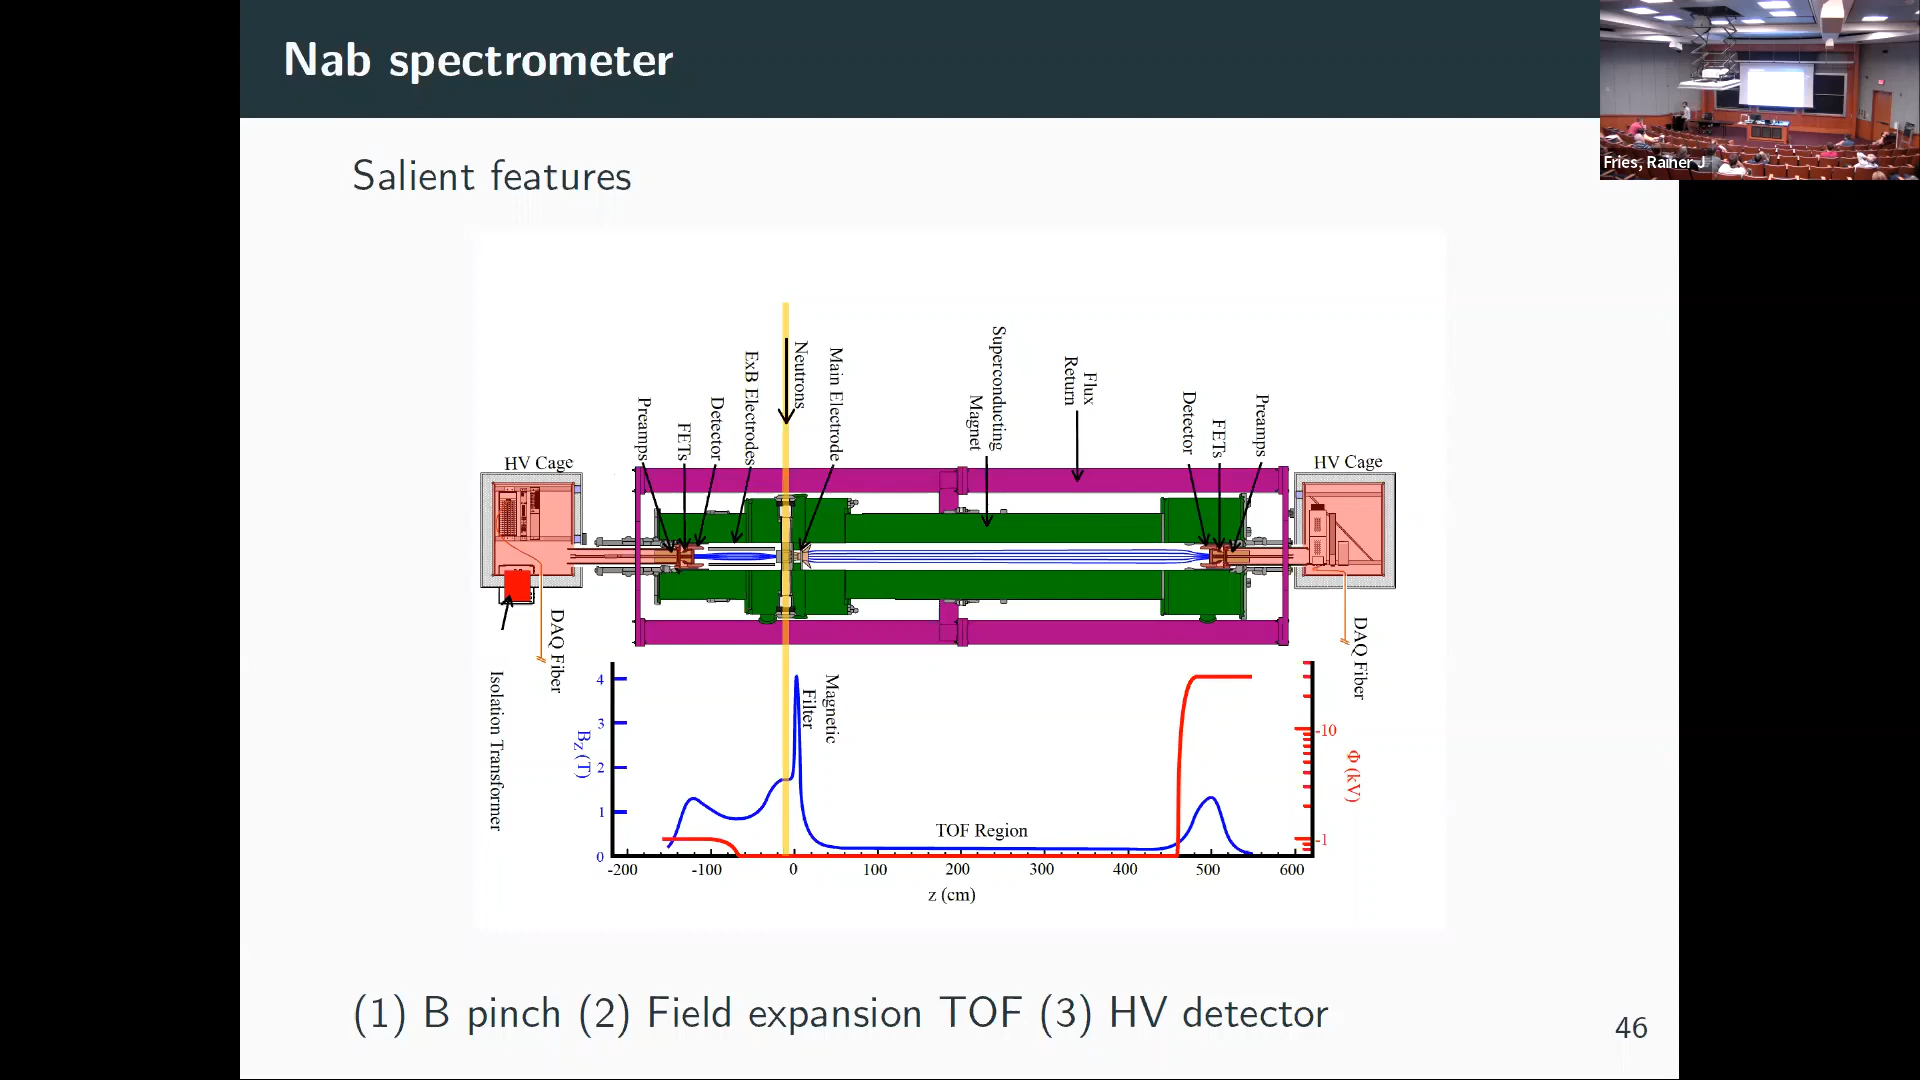 Nab spectrometer
Fries, Rainer J
Salient features
Preamps
FETs
Detector
ExB Electrodes
Neutrons
Main Electrode
Superconducting
Magnet
Flux
Return
Detector
FETs
Preamps
HV Cage
HV Cage
DAQ Fiber
Isolation Transformer
DAQ Fiber
Magnetic
Filter
4
3
2
1
0
Bz (T)
-10
-1
Φ (kV)
TOF Region
-200 -100 0 100 200 300 400 500 600
z (cm)
(1) B pinch (2) Field expansion TOF (3) HV detector
46